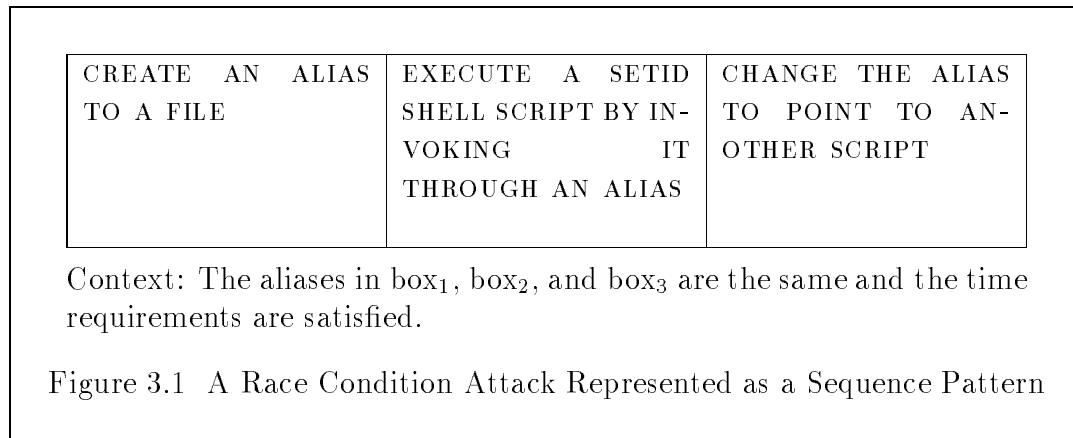 CREATE AN ALIAS
TO A FILE
EXECUTE A SETID
SHELL SCRIPT BY IN-
VOKING IT
THROUGH AN ALIAS
CHANGE THE ALIAS
TO POINT TO AN-
OTHER SCRIPT
Context: The aliases in box₁, box₂, and box₃ are the same and the time
requirements are satisfied.
Figure 3.1 A Race Condition Attack Represented as a Sequence Pattern